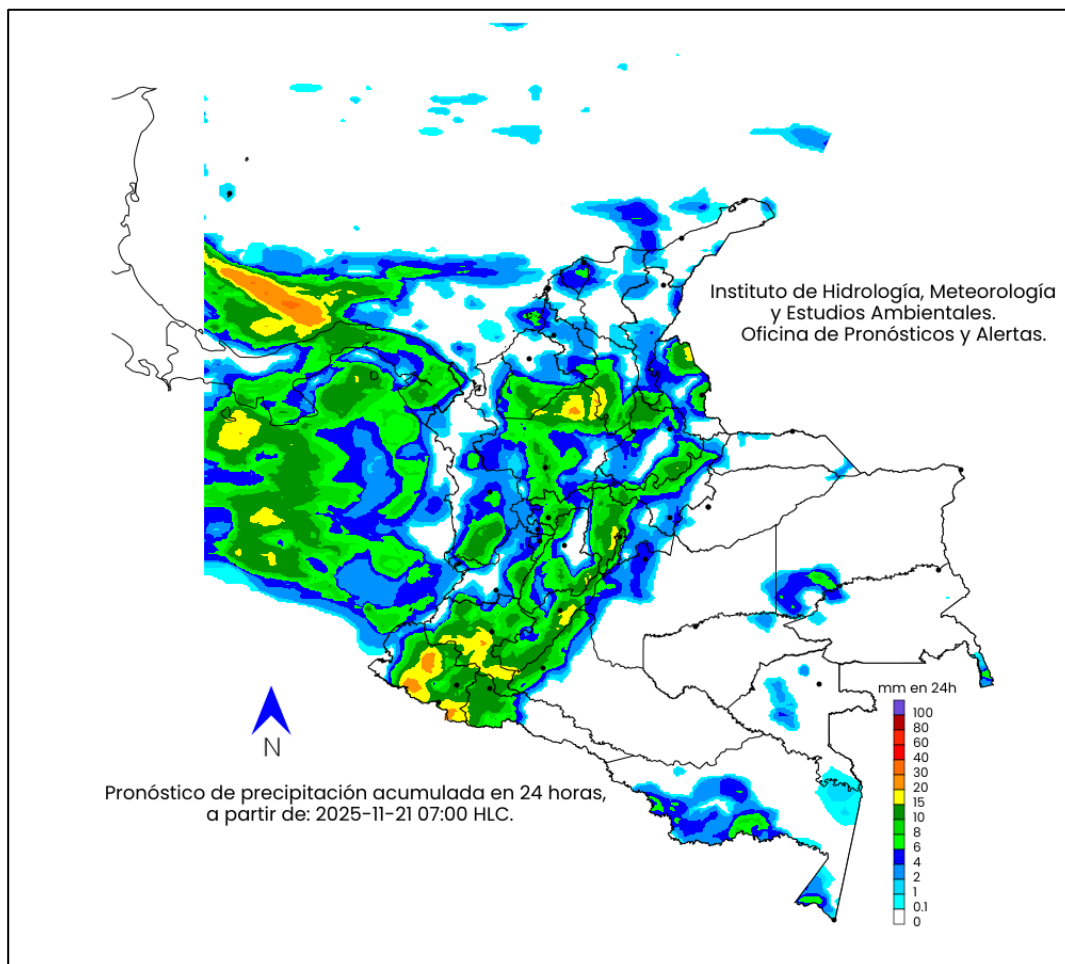 Instituto de Hidrología, Meteorología
y Estudios Ambientales.
Oficina de Pronósticos y Alertas.
mm en 24h
100
80
60
40
30
20
15
10
8
6
4
2
1
0.1
0
N
Pronóstico de precipitación acumulada en 24 horas,
a partir de: 2025-11-21 07:00 HLC.